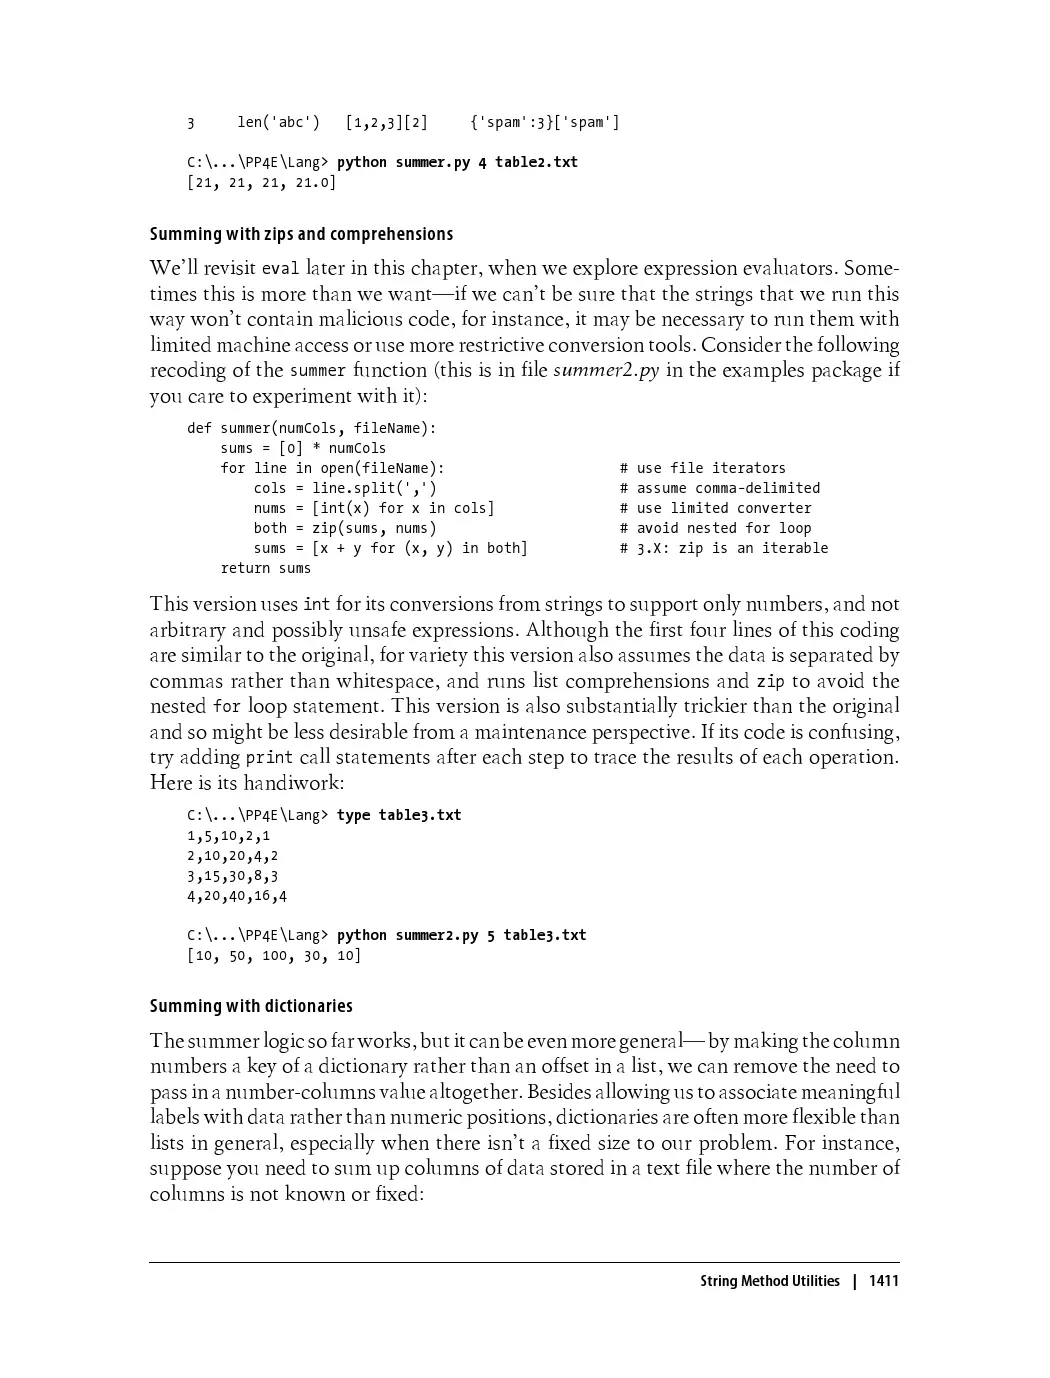 3     len('abc')   [1,2,3][2]     {'spam':3}['spam']
C:\...\PP4E\Lang> python summer.py 4 table2.txt
[21, 21, 21, 21.0]
Summing with zips and comprehensions
We’ll revisit eval later in this chapter, when we explore expression evaluators. Some-
times this is more than we want—if we can’t be sure that the strings that we run this
way won’t contain malicious code, for instance, it may be necessary to run them with
limited machine access or use more restrictive conversion tools. Consider the following
recoding of the summer function (this is in file summer2.py in the examples package if
you care to experiment with it):
def summer(numCols, fileName):
    sums = [0] * numCols
    for line in open(fileName):                     # use file iterators
        cols = line.split(',')                      # assume comma-delimited
        nums = [int(x) for x in cols]               # use limited converter
        both = zip(sums, nums)                      # avoid nested for loop
        sums = [x + y for (x, y) in both]           # 3.X: zip is an iterable
    return sums
This version uses int for its conversions from strings to support only numbers, and not
arbitrary and possibly unsafe expressions. Although the first four lines of this coding
are similar to the original, for variety this version also assumes the data is separated by
commas rather than whitespace, and runs list comprehensions and zip to avoid the
nested for loop statement. This version is also substantially trickier than the original
and so might be less desirable from a maintenance perspective. If its code is confusing,
try adding print call statements after each step to trace the results of each operation.
Here is its handiwork:
C:\...\PP4E\Lang> type table3.txt
1,5,10,2,1
2,10,20,4,2
3,15,30,8,3
4,20,40,16,4
C:\...\PP4E\Lang> python summer2.py 5 table3.txt
[10, 50, 100, 30, 10]
Summing with dictionaries
The summer logic so far works, but it can be even more general— by making the column
numbers a key of a dictionary rather than an offset in a list, we can remove the need to
pass in a number-columns value altogether. Besides allowing us to associate meaningful
labels with data rather than numeric positions, dictionaries are often more flexible than
lists in general, especially when there isn’t a fixed size to our problem. For instance,
suppose you need to sum up columns of data stored in a text file where the number of
columns is not known or fixed:
String Method Utilities | 1411